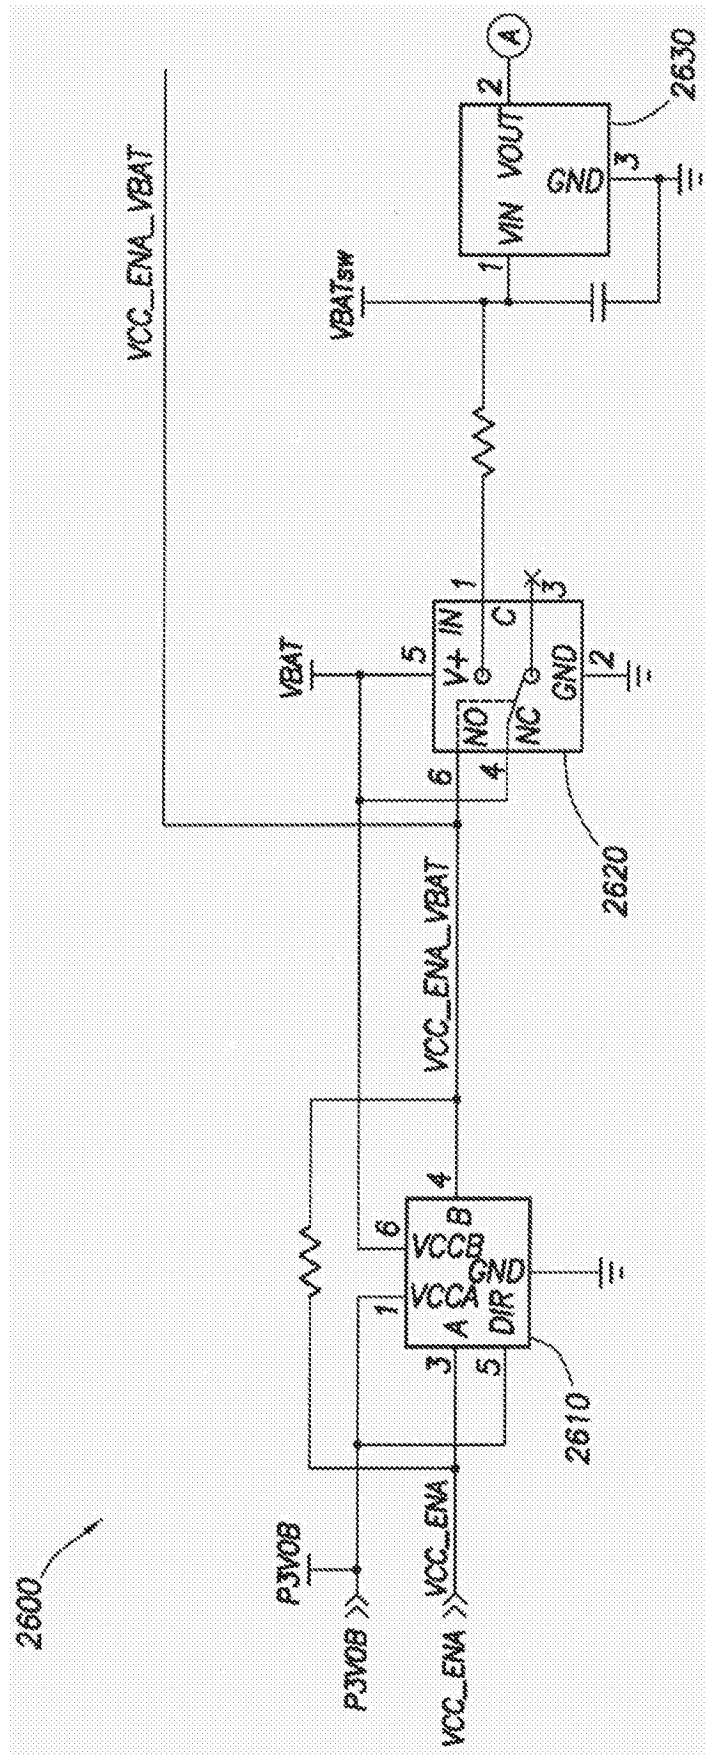 2600
P3V0B
P3V0B
VCC_ENA
VCC_ENA
3
5
1
6
4
A
DIR
VCCA
VCCB
GND
B
2610
VCC_ENA_VBAT
VCC_ENA_VBAT
VBAT
6
4
5
1
3
2
NO
NC
V+
IN
C
GND
2620
VBATSW
1
VIN
VOUT
GND
2
3
A
2630